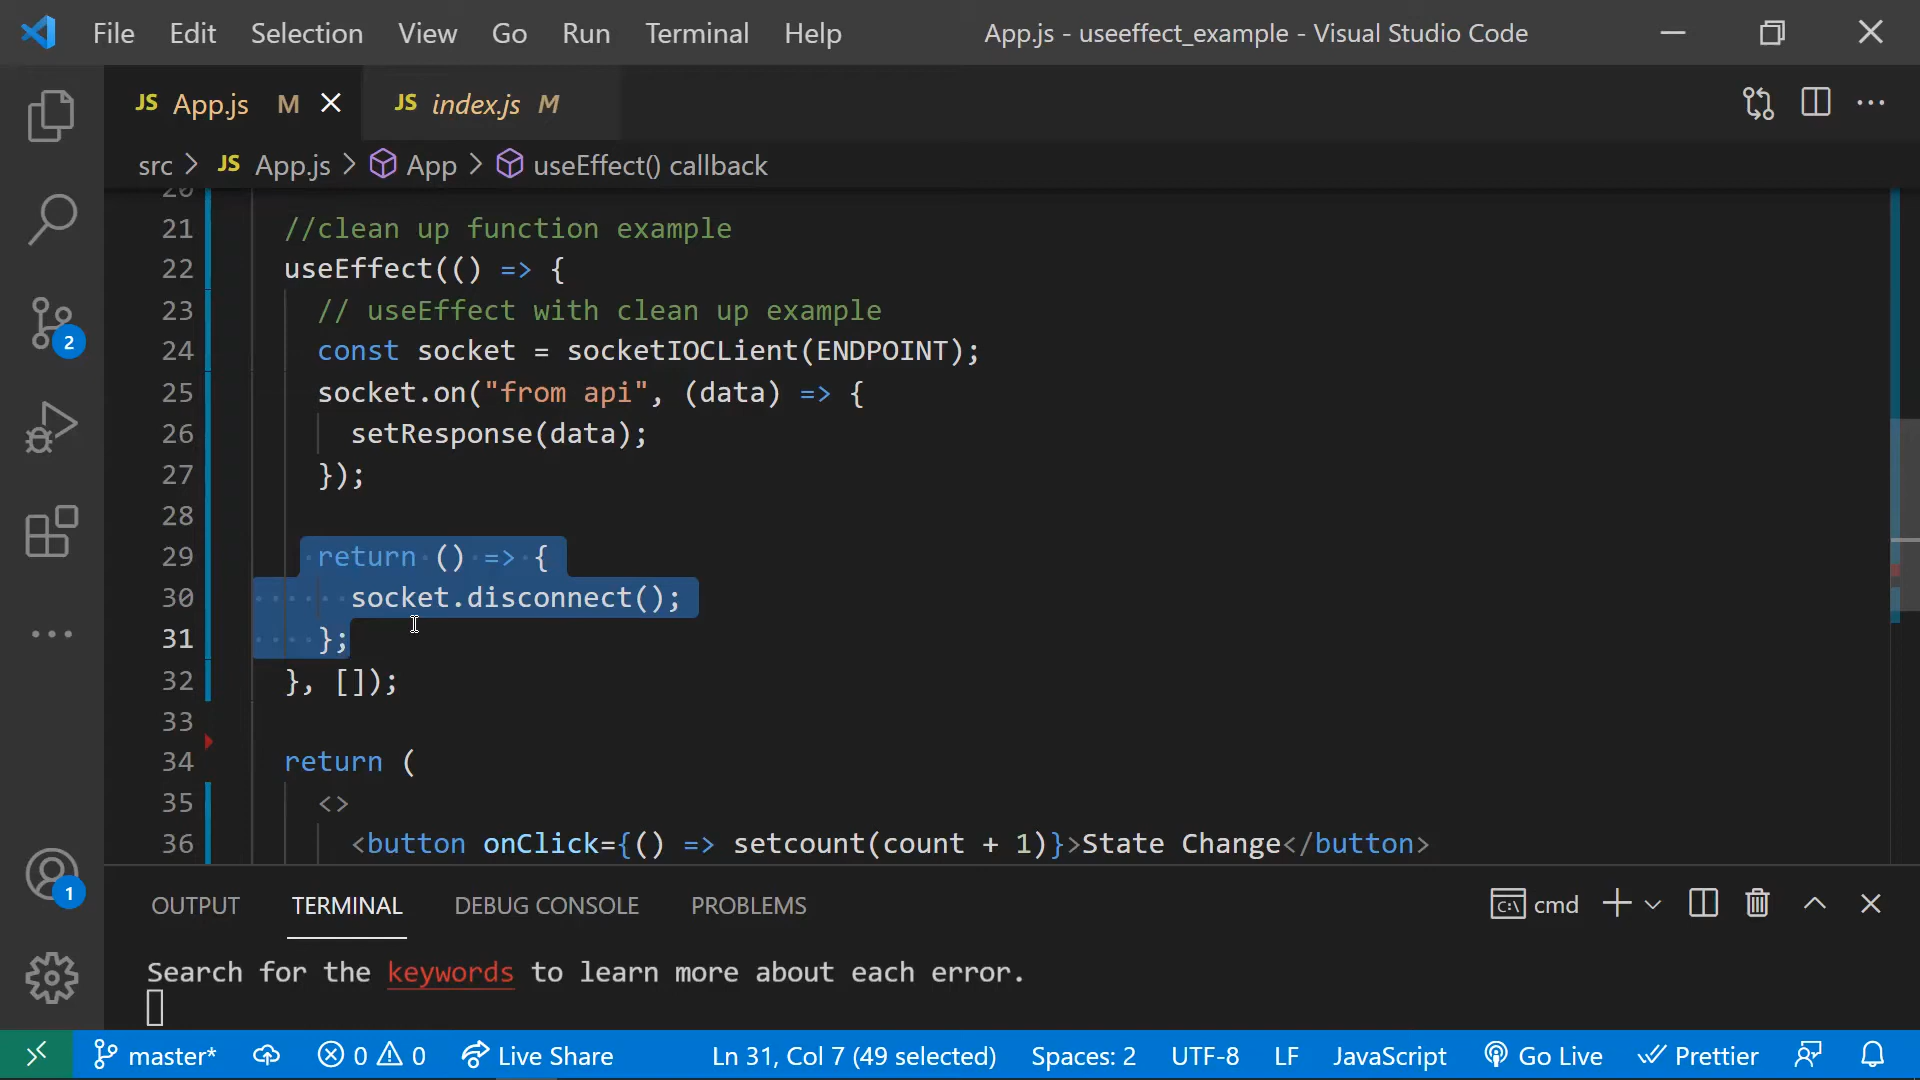 File Edit Selection View Go Run Terminal Help App.js - useeffect_example - Visual Studio Code
JS App.js M JS index.js M
src > JS App.js > App > useEffect() callback
20
21 //clean up function example
22 useEffect(() => {
23 // useEffect with clean up example
24 const socket = socketIOCLient(ENDPOINT);
25 socket.on("from api", (data) => {
26 setResponse(data);
27 });
28
29 return () => {
30 socket.disconnect();
31 };
32 }, []);
33
34 return (
35 <>
36 <button onClick={() => setcount(count + 1)}>State Change</button>
2
1
OUTPUT TERMINAL DEBUG CONSOLE PROBLEMS cmd
Search for the keywords to learn more about each error.
master* 0 0 Live Share Ln 31, Col 7 (49 selected) Spaces: 2 UTF-8 LF JavaScript Go Live Prettier